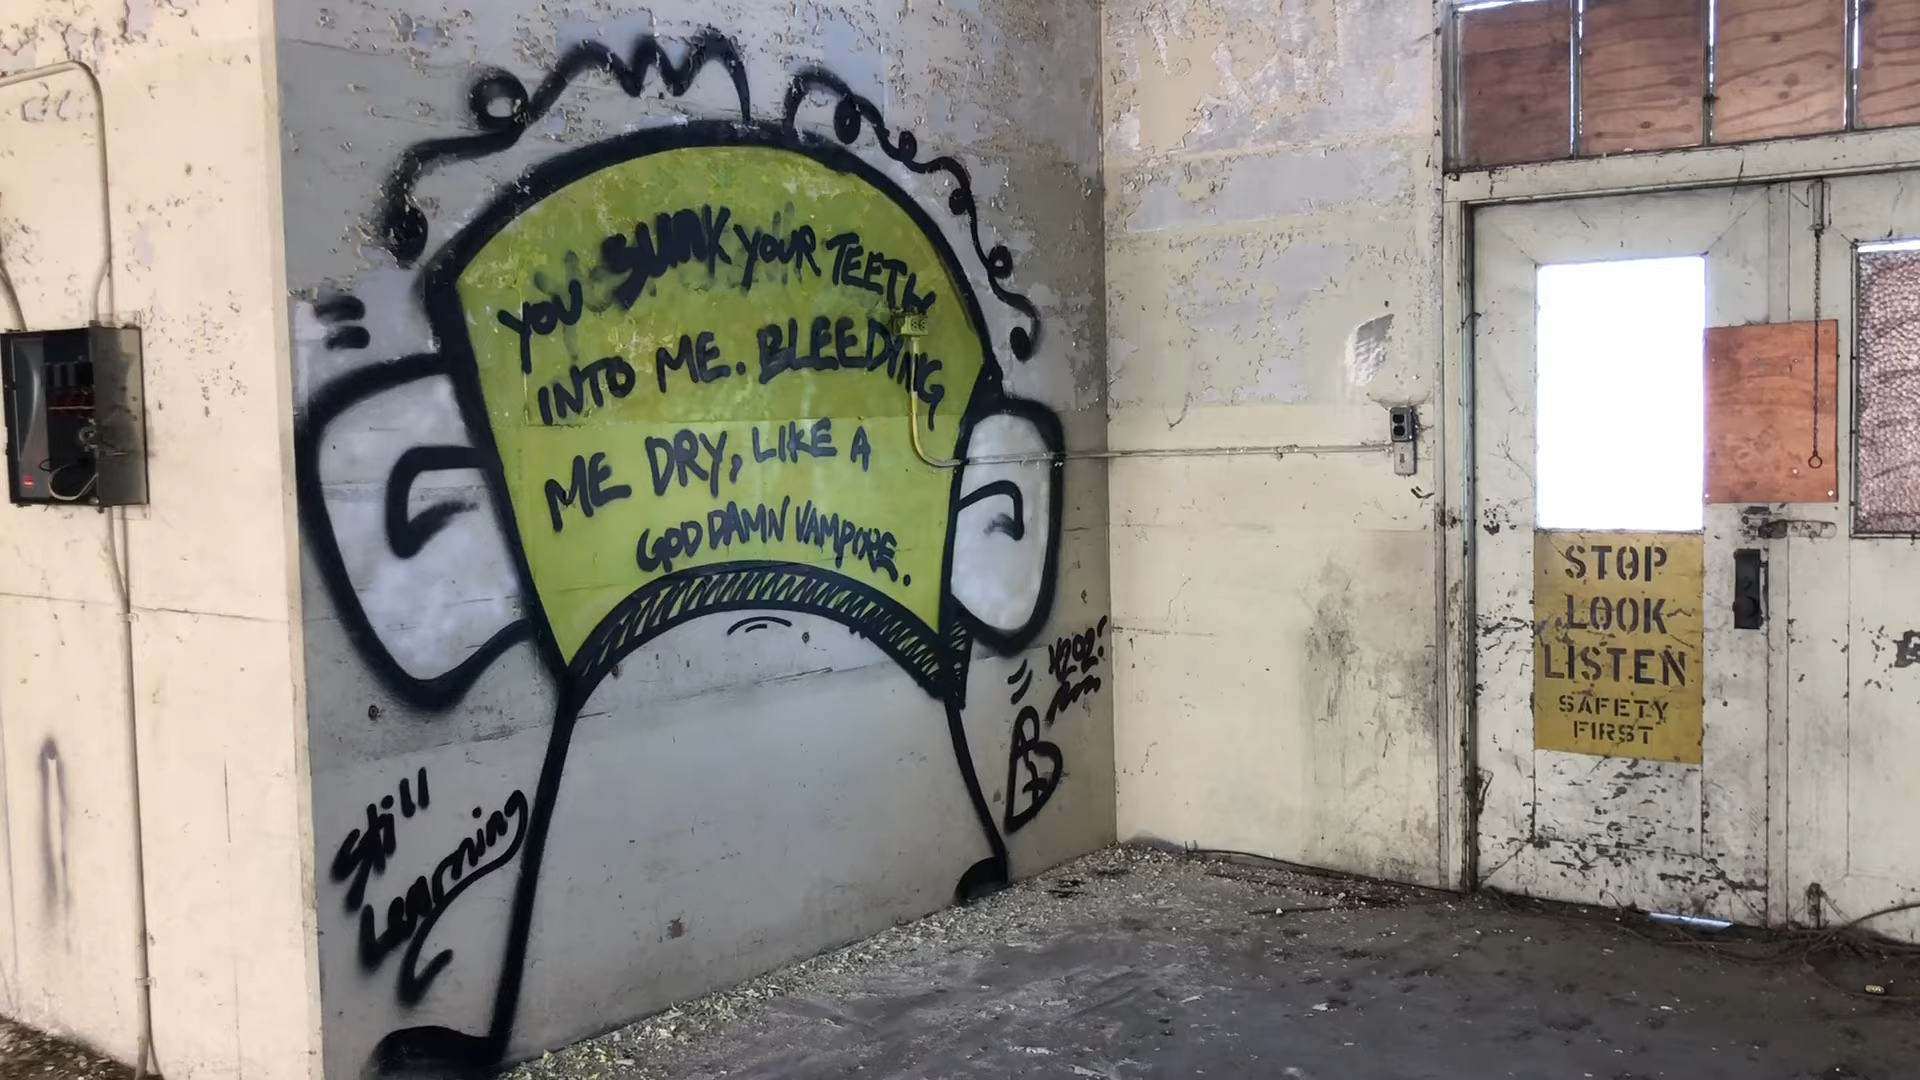 YOU SUNK YOUR TEETH
INTO ME. BLEEDING
ME DRY, LIKE A
GOD DAMN VAMPIRE.
Still
Learning
STOP
LOOK
LISTEN
SAFETY
FIRST